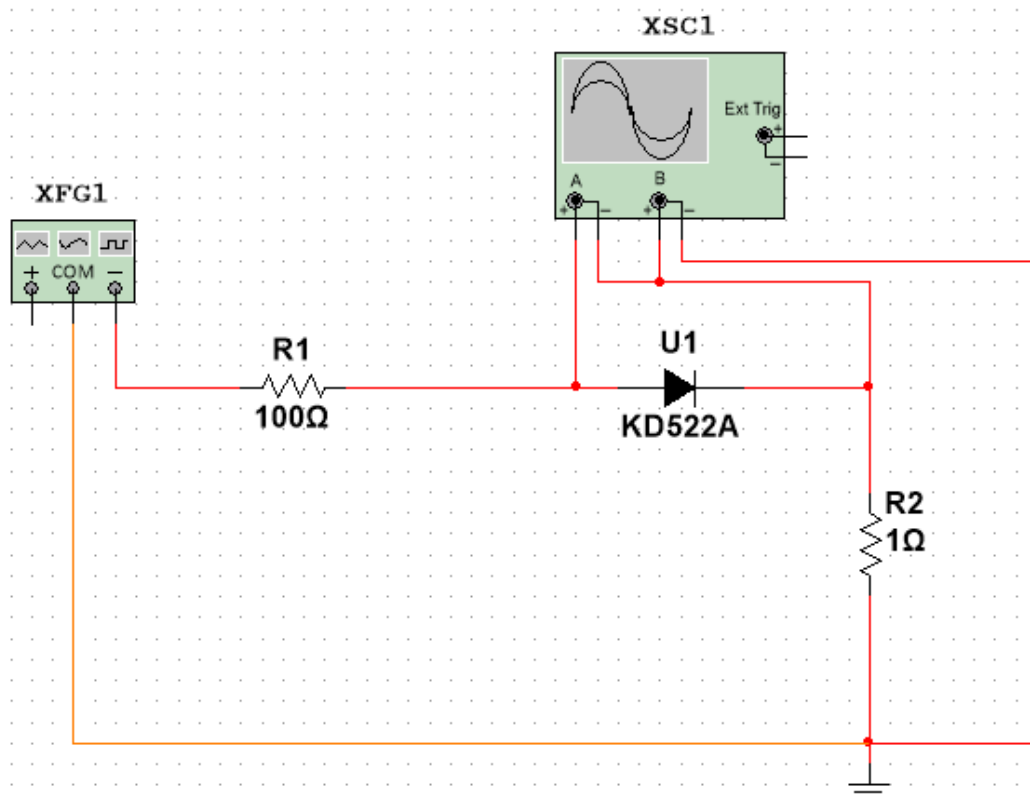 XSC1
Ext Trig
+
−
A
B
+ − + −
XFG1
+ COM −
R1
100Ω
U1
KD522A
R2
1Ω